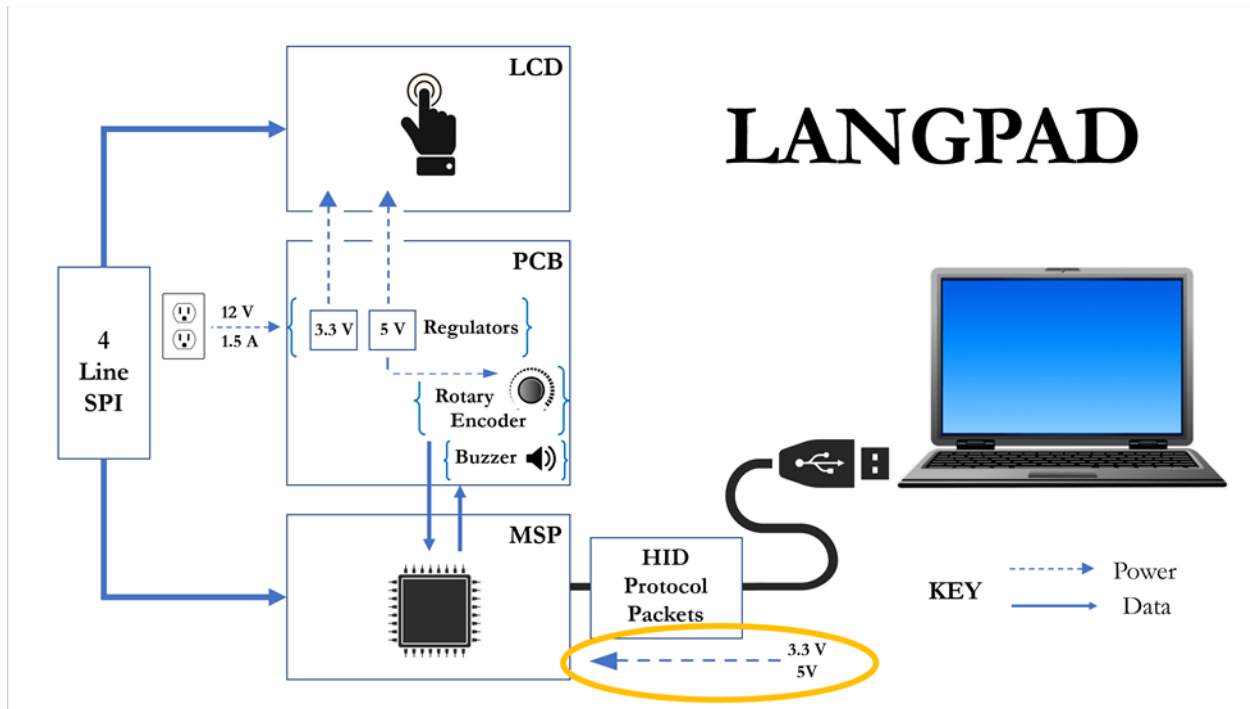 LCD
LANGPAD
PCB
4
Line
SPI
12 V
1.5 A
3.3 V
5 V
Regulators
Rotary
Encoder
Buzzer
MSP
HID
Protocol
Packets
3.3 V
5V
KEY
Power
Data